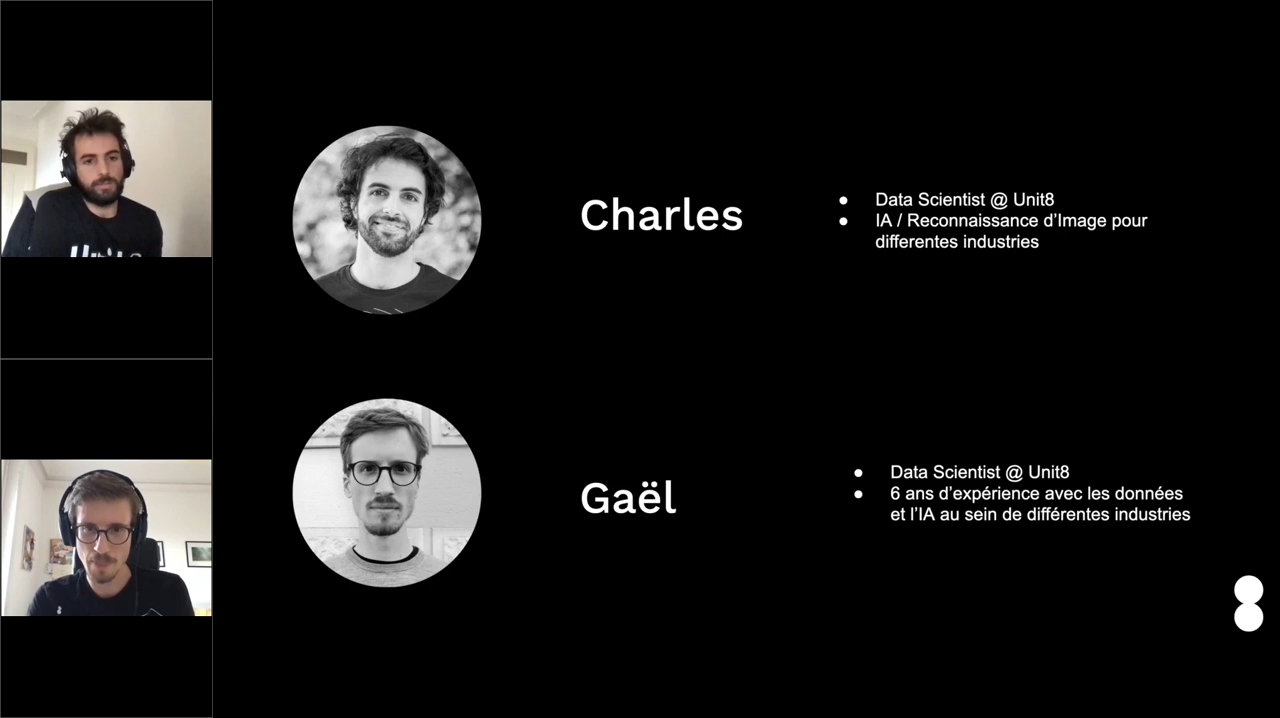 Charles
Data Scientist @ Unit8
IA / Reconnaissance d'Image pour
differentes industries
Gaël
Data Scientist @ Unit8
6 ans d'expérience avec les données
et l'IA au sein de différentes industries